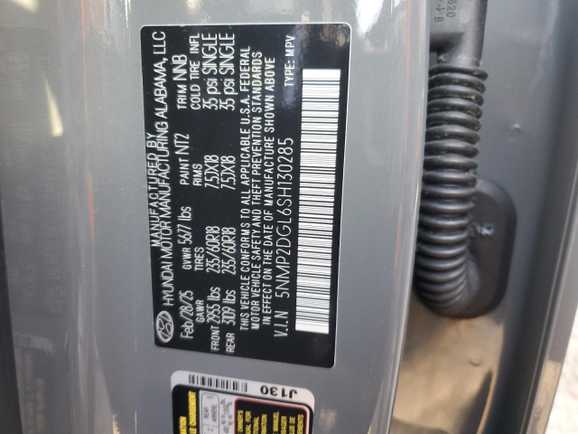 MANUFACTURED BY
HYUNDAI MOTOR MANUFACTURING ALABAMA, LLC
Feb/28/25 GVWR 5677 lbs PAINT NT2 TRIM NNB
GAWR TIRES RIMS COLD TIRE INFL
FRONT 2955 lbs 235/60R18 7.5JX18 35 psi SINGLE
REAR 3109 lbs 235/60R18 7.5JX18 35 psi SINGLE
THIS VEHICLE CONFORMS TO ALL APPLICABLE U.S.A. FEDERAL
MOTOR VEHICLE SAFETY AND THEFT PREVENTION STANDARDS
IN EFFECT ON THE DATE OF MANUFACTURE SHOWN ABOVE
V.I.N 5NMP2DGL6SH130285 TYPE: MPV
J130